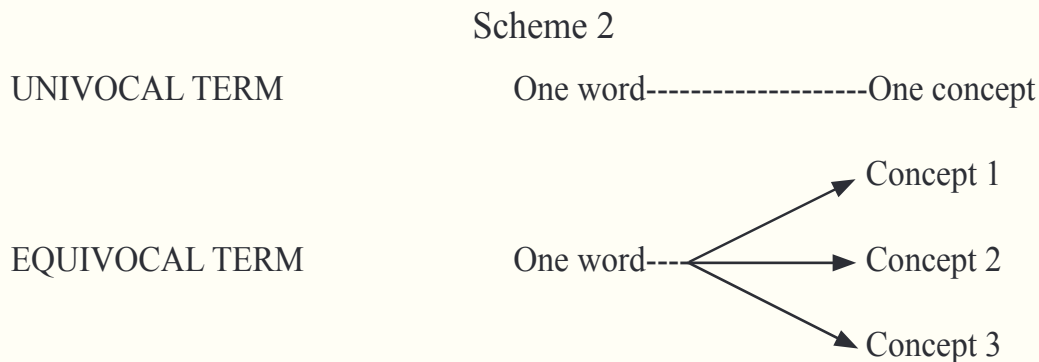 Scheme 2
UNIVOCAL TERM One word--------------------One concept
Concept 1
EQUIVOCAL TERM One word---- Concept 2
Concept 3